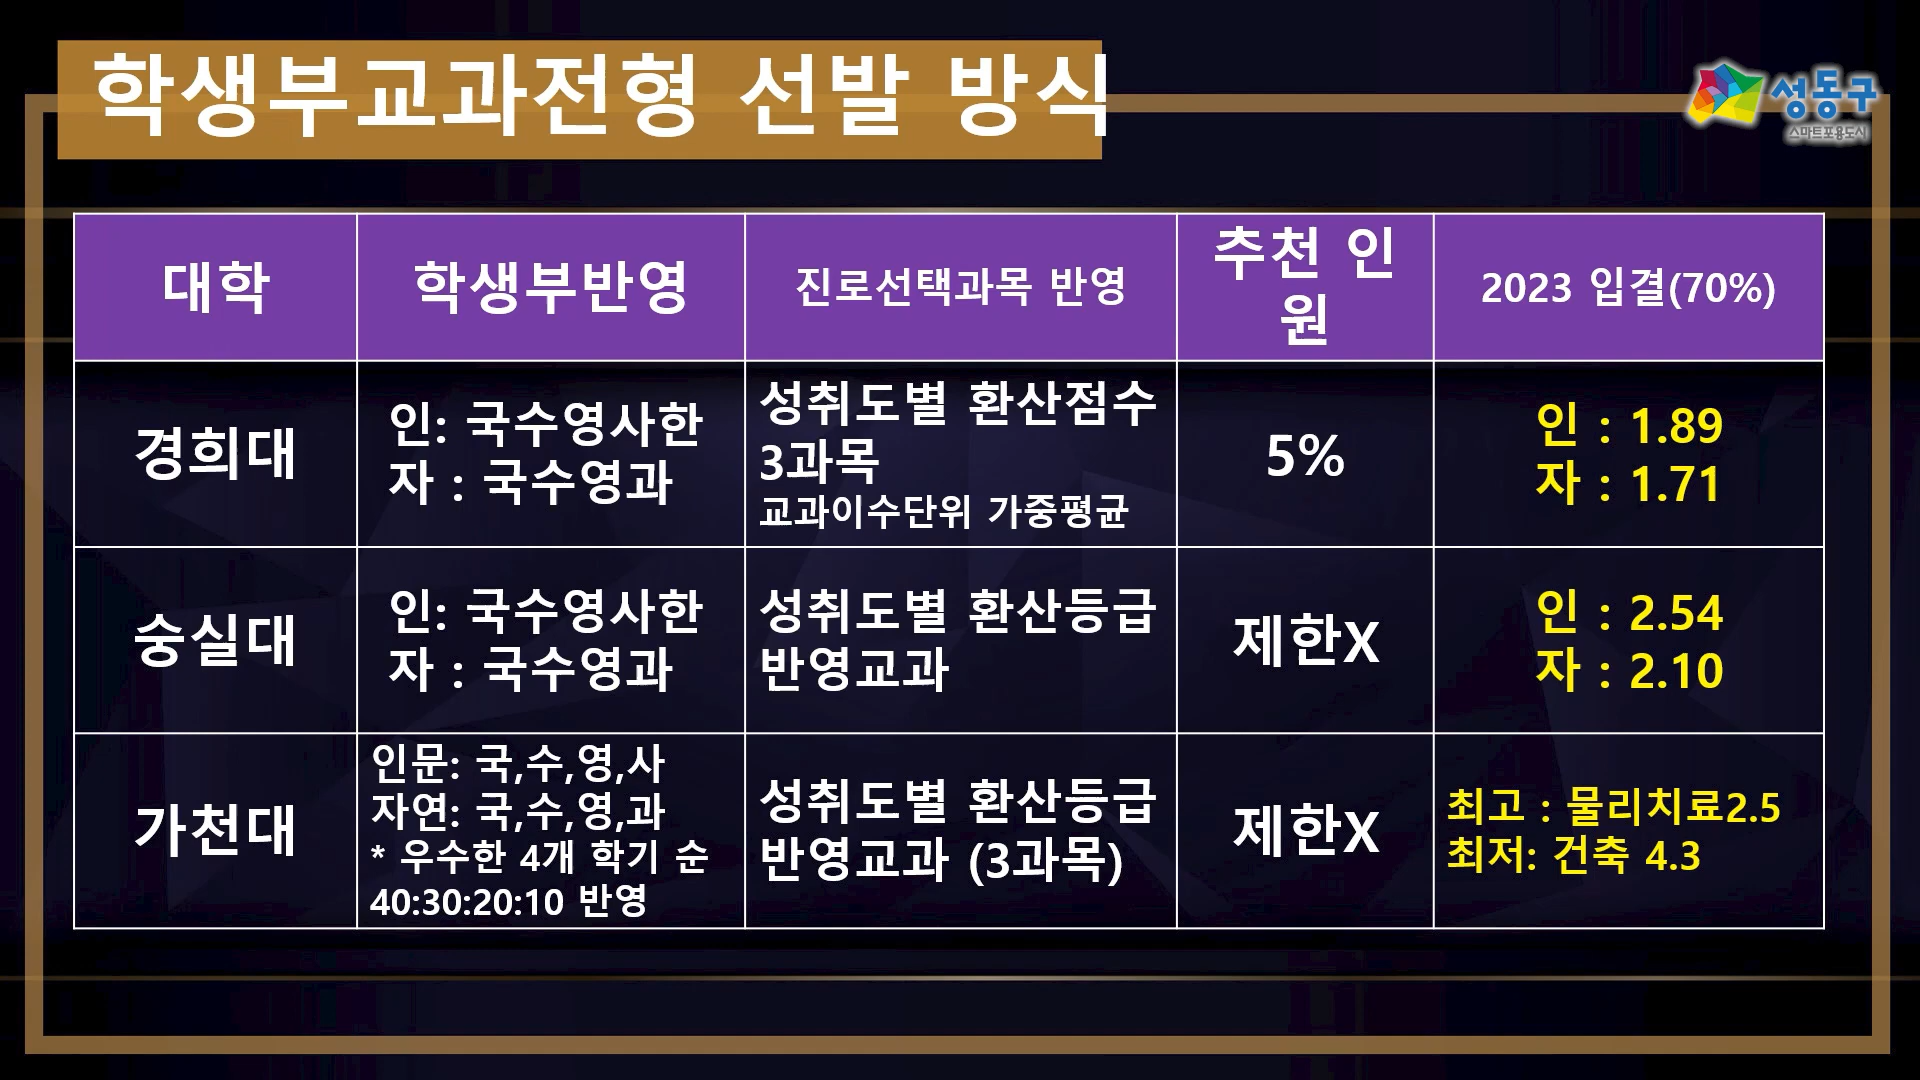 학생부교과전형 선발 방식
성동구
스마트포용도시
대학
학생부반영
진로선택과목 반영
추천 인
원
2023 입결(70%)
경희대
인: 국수영사한
자 : 국수영과
성취도별 환산점수
3과목
교과이수단위 가중평균
5%
인 : 1.89
자 : 1.71
숭실대
인: 국수영사한
자 : 국수영과
성취도별 환산등급
반영교과
제한X
인 : 2.54
자 : 2.10
가천대
인문: 국,수,영,사
자연: 국,수,영,과
* 우수한 4개 학기 순
40:30:20:10 반영
성취도별 환산등급
반영교과 (3과목)
제한X
최고 : 물리치료2.5
최저: 건축 4.3